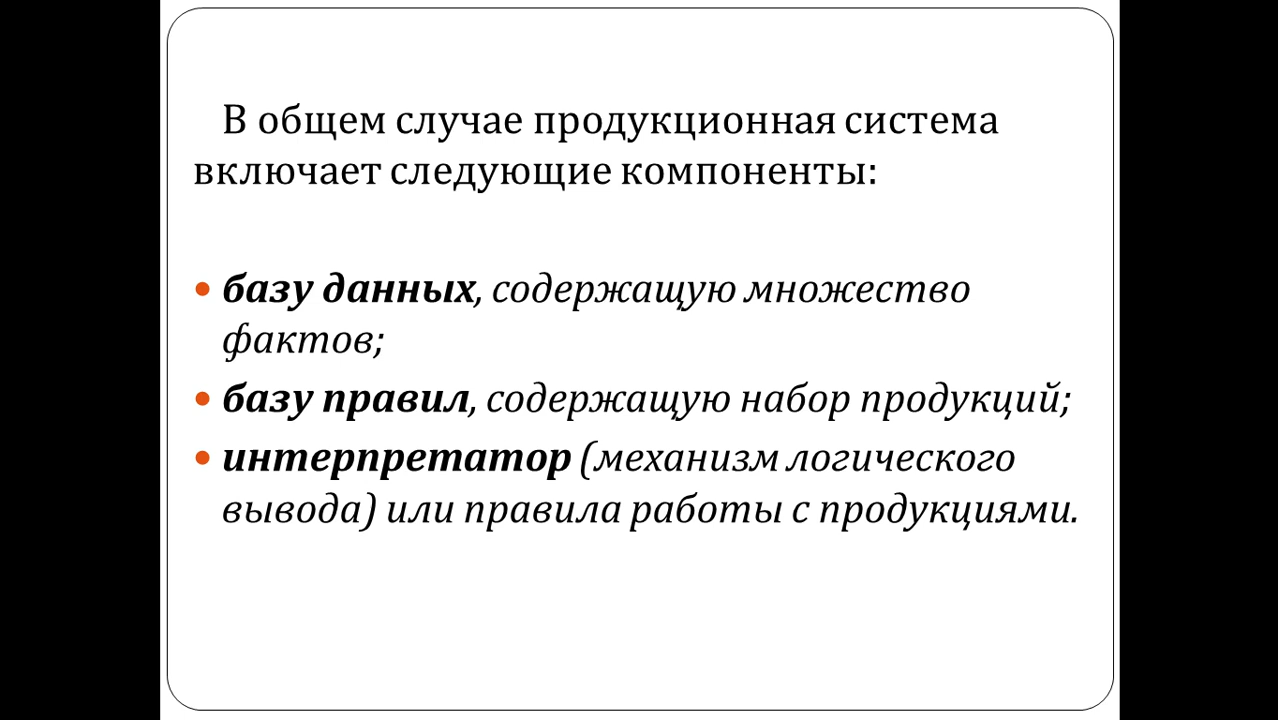 В общем случае продукционная система
включает следующие компоненты:
• базу данных, содержащую множество
фактов;
• базу правил, содержащую набор продукций;
• интерпретатор (механизм логического
вывода) или правила работы с продукциями.